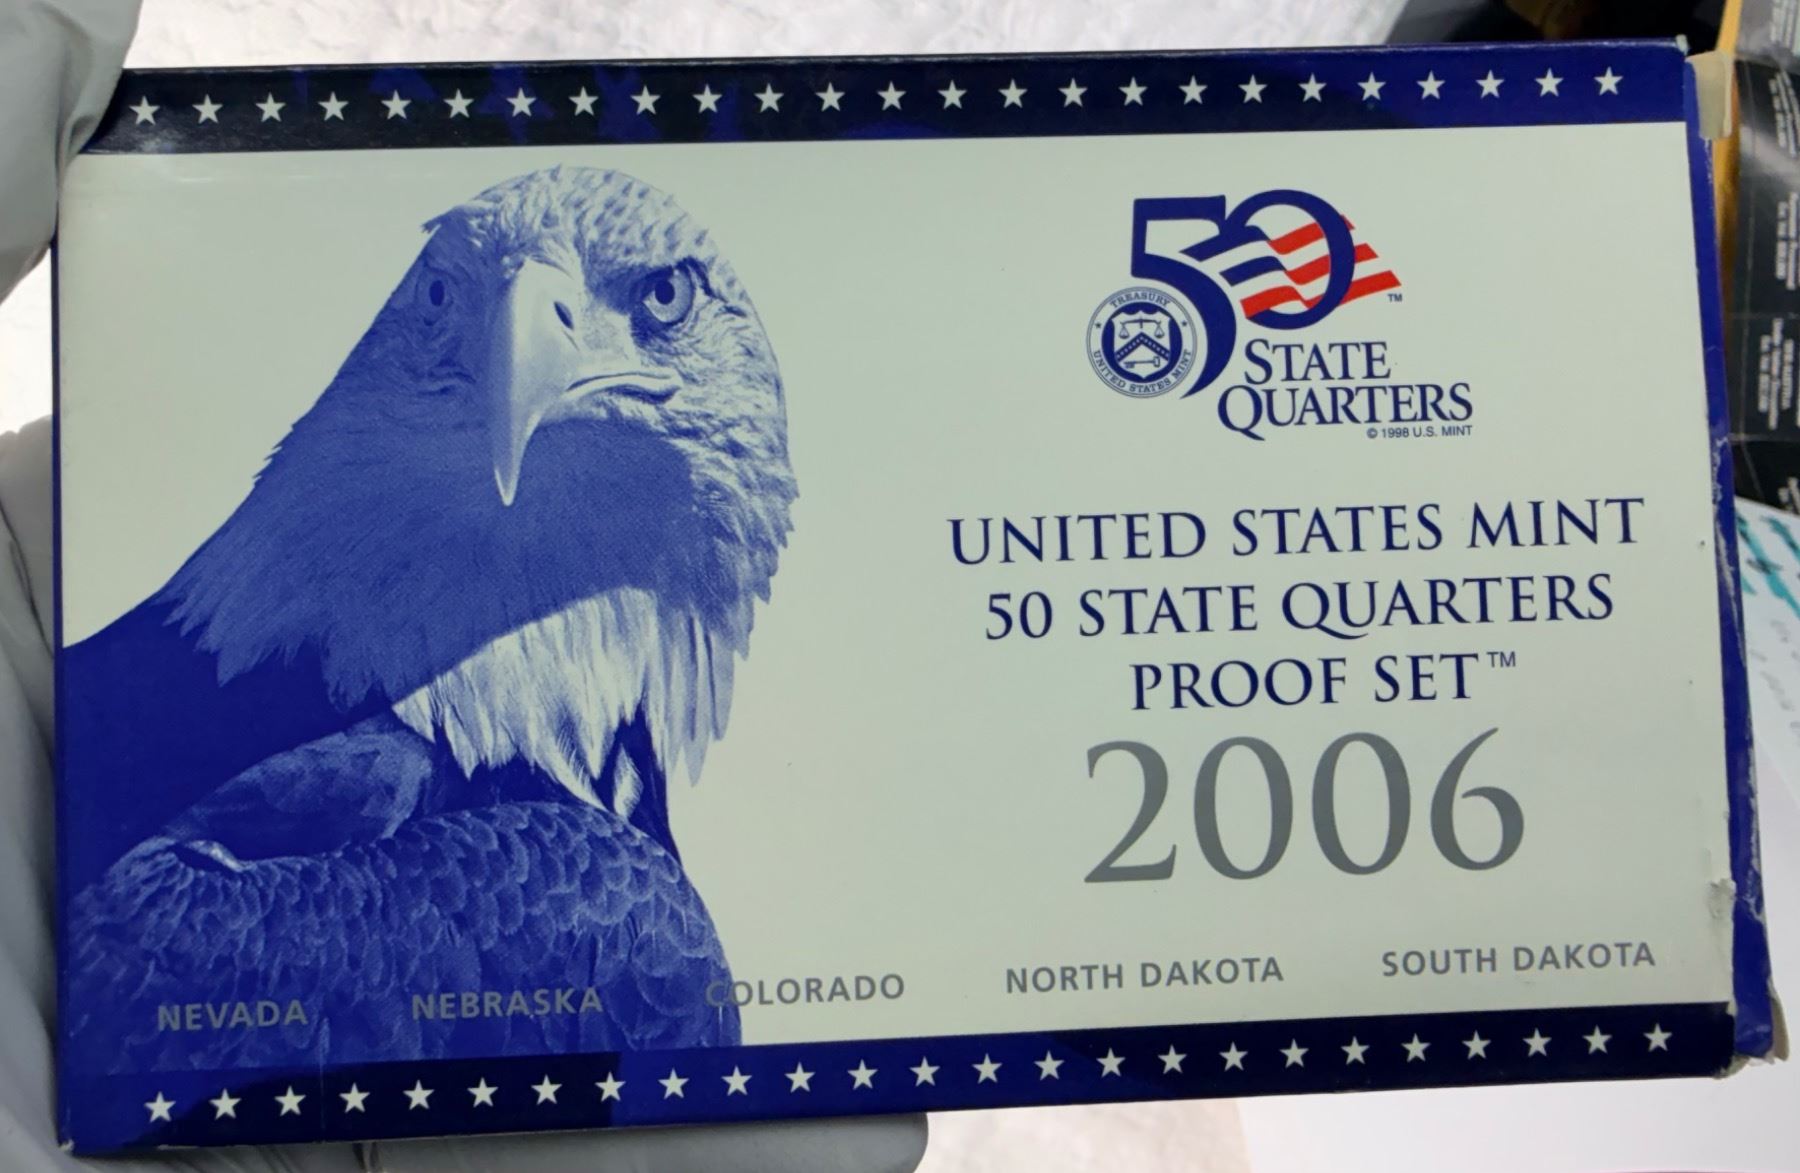 50
TM
TREASURY
UNITED STATES MINT
STATE
QUARTERS
© 1998 U.S. MINT
UNITED STATES MINT
50 STATE QUARTERS
PROOF SET™
2006
NEVADA NEBRASKA COLORADO NORTH DAKOTA SOUTH DAKOTA